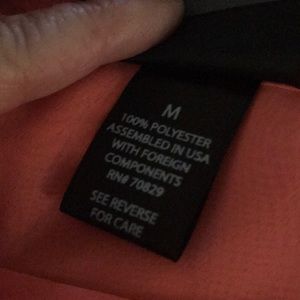 M
100% POLYESTER
ASSEMBLED IN USA
WITH FOREIGN
COMPONENTS
RN# 70829
SEE REVERSE
FOR CARE